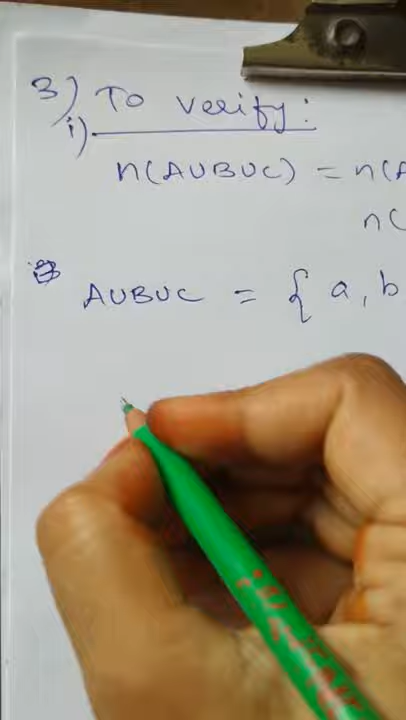 3) To verify:
i)
n(AUBUC) = n(A
n(
AUBUC = { a, b